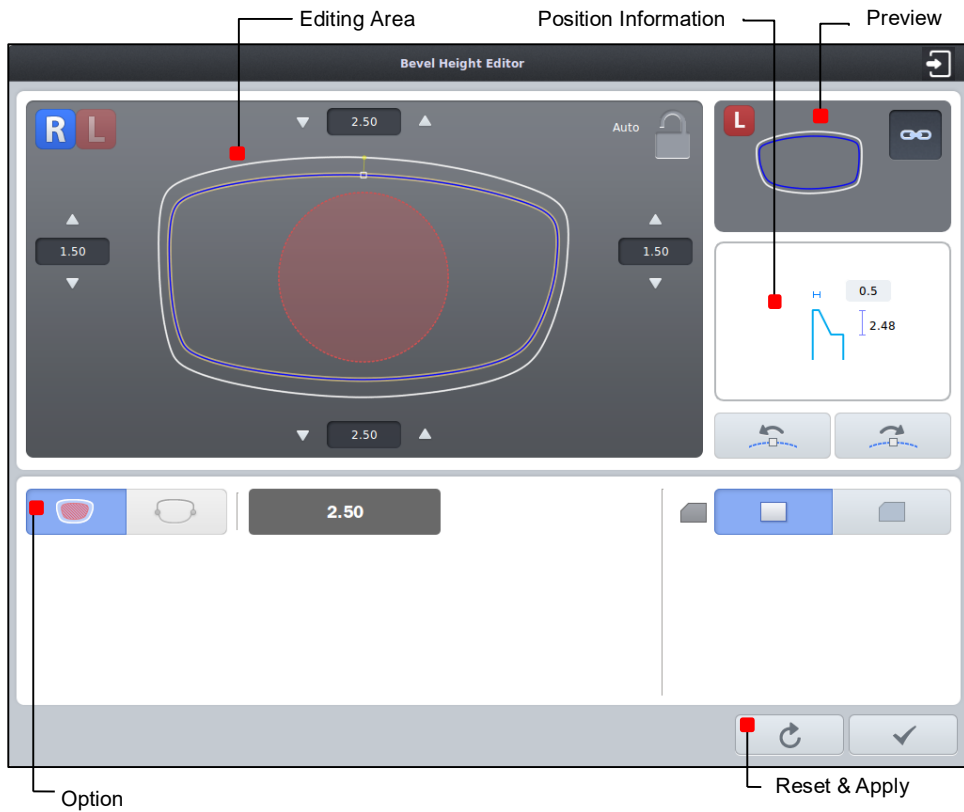 Editing Area
Position Information
Preview
Bevel Height Editor
R L
2.50
Auto
L
1.50
1.50
0.5
2.48
2.50
2.50
Reset & Apply
Option